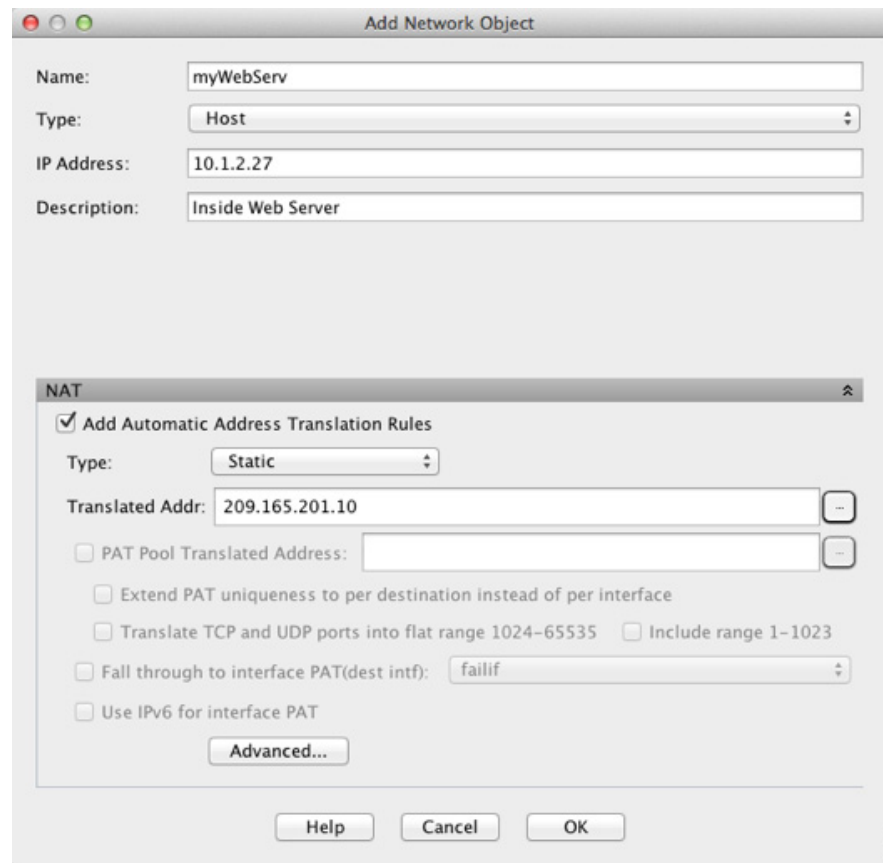 Add Network Object
Name: myWebServ
Type: Host
IP Address: 10.1.2.27
Description: Inside Web Server
NAT
Add Automatic Address Translation Rules
Type: Static
Translated Addr: 209.165.201.10 ...
PAT Pool Translated Address: ...
Extend PAT uniqueness to per destination instead of per interface
Translate TCP and UDP ports into flat range 1024-65535 Include range 1-1023
Fall through to interface PAT(dest intf): failif
Use IPv6 for interface PAT
Advanced...
Help Cancel OK